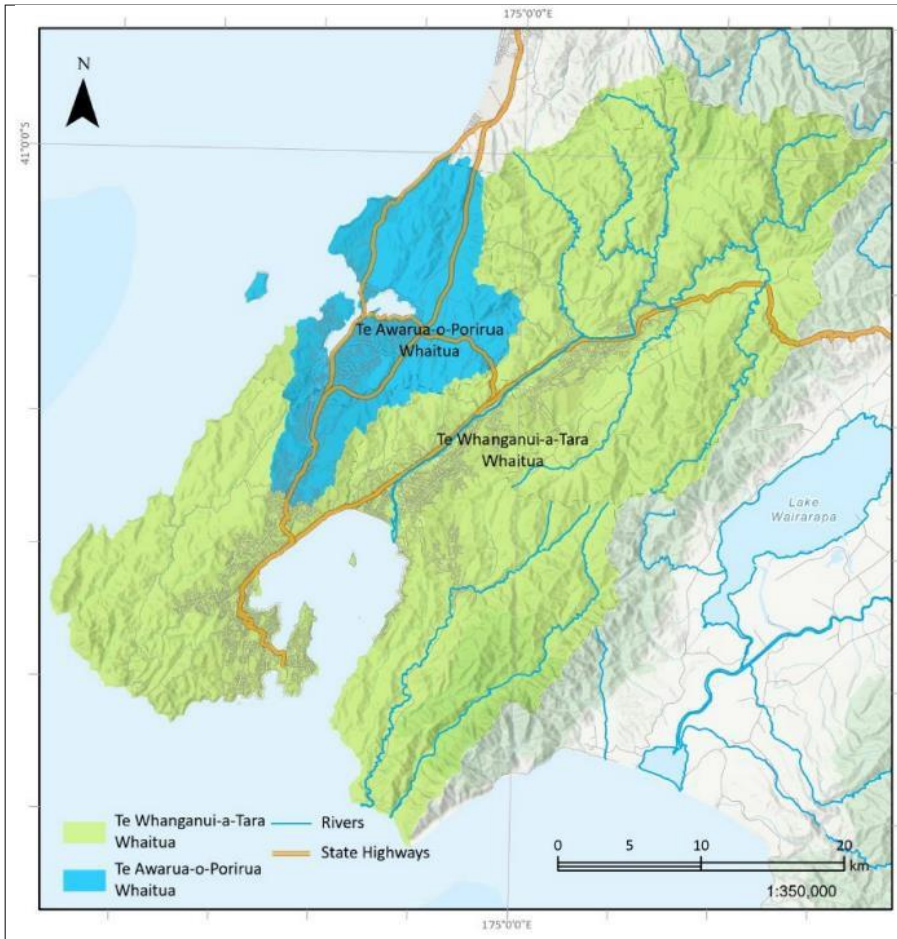 175°0'0"E
N
41°0'0"S
Te Awarua-o-Porirua
Whaitua
Te Whanganui-a-Tara
Whaitua
Lake
Wairarapa
Te Whanganui-a-Tara
Whaitua
Rivers
State Highways
Te Awarua-o-Porirua
Whaitua
0 5 10 20
km
1:350,000
175°0'0"E